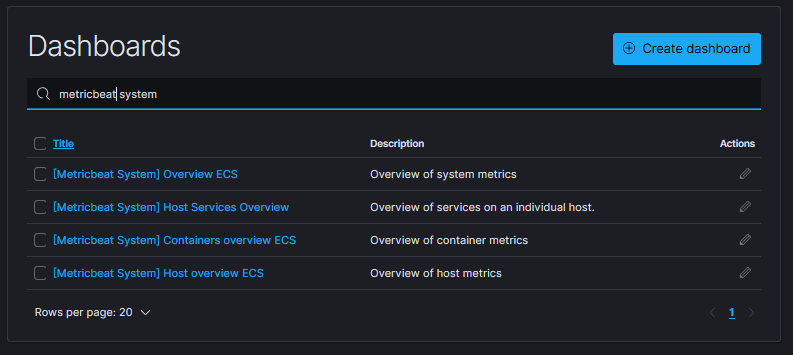 Dashboards
Create dashboard
metricbeat system
Title Description Actions
[Metricbeat System] Overview ECS Overview of system metrics
[Metricbeat System] Host Services Overview Overview of services on an individual host.
[Metricbeat System] Containers overview ECS Overview of container metrics
[Metricbeat System] Host overview ECS Overview of host metrics
Rows per page: 20 1